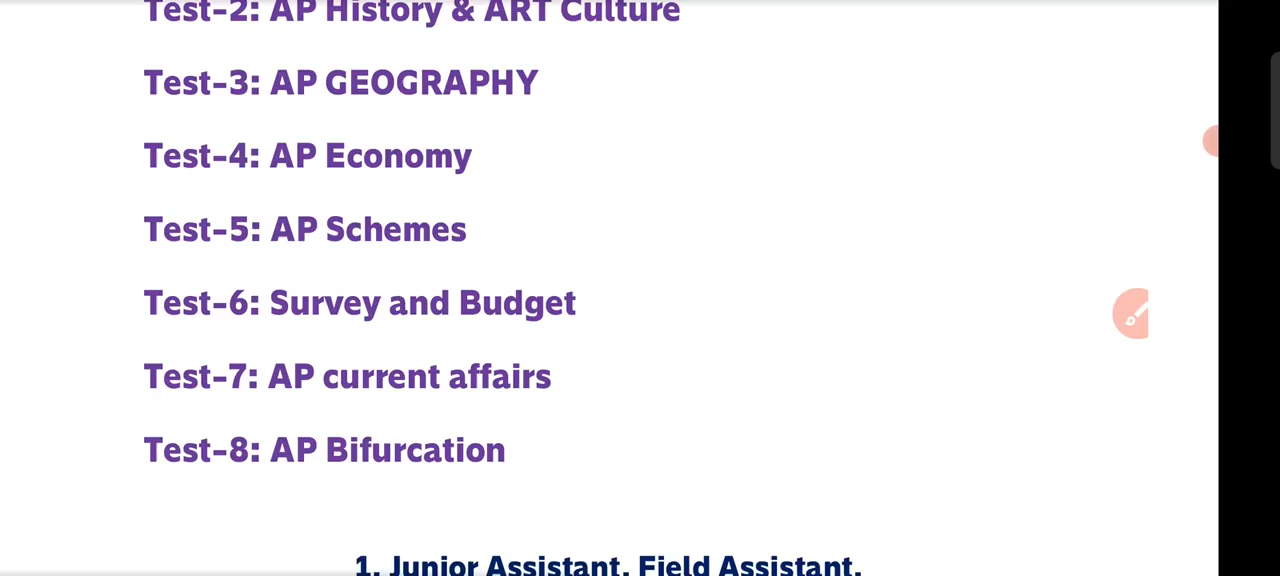 Test-2: AP History & ART Culture
Test-3: AP GEOGRAPHY
Test-4: AP Economy
Test-5: AP Schemes
Test-6: Survey and Budget
Test-7: AP current affairs
Test-8: AP Bifurcation
1. Junior Assistant, Field Assistant,